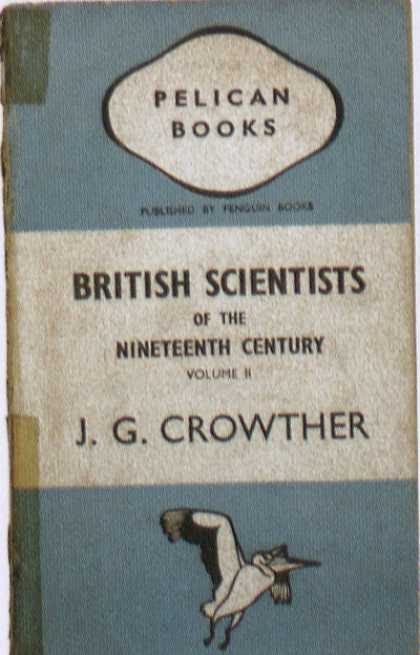 PELICAN
BOOKS
PUBLISHED BY PENGUIN BOOKS
BRITISH SCIENTISTS
OF THE
NINETEENTH CENTURY
VOLUME II
J. G. CROWTHER